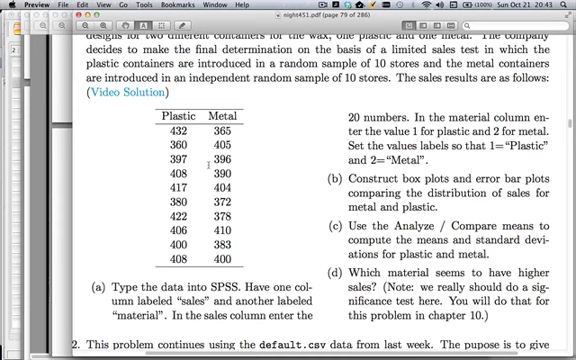 Preview File Edit View Go Tools Bookmarks Window Help
Sun Oct 21 20:43
night451.pdf (page 79 of 286)
designs for two different containers for the wax, one plastic and one metal. The company
decides to make the final determination on the basis of a limited sales test in which the
plastic containers are introduced in a random sample of 10 stores and the metal containers
are introduced in an independent random sample of 10 stores. The sales results are as follows:
(Video Solution)
Plastic Metal
432 365
360 405
397 396
408 390
417 404
380 372
422 378
406 410
400 383
408 400
(a) Type the data into SPSS. Have one col-
umn labeled “sales” and another labeled
“material”. In the sales column enter the
20 numbers. In the material column en-
ter the value 1 for plastic and 2 for metal.
Set the values labels so that 1=“Plastic”
and 2=“Metal”.
(b) Construct box plots and error bar plots
comparing the distribution of sales for
metal and plastic.
(c) Use the Analyze / Compare means to
compute the means and standard devi-
ations for plastic and metal.
(d) Which material seems to have higher
sales? (Note: we really should do a sig-
nificance test here. You will do that for
this problem in chapter 10.)
2. This problem continues using the default.csv data from last week. The pupose is to give